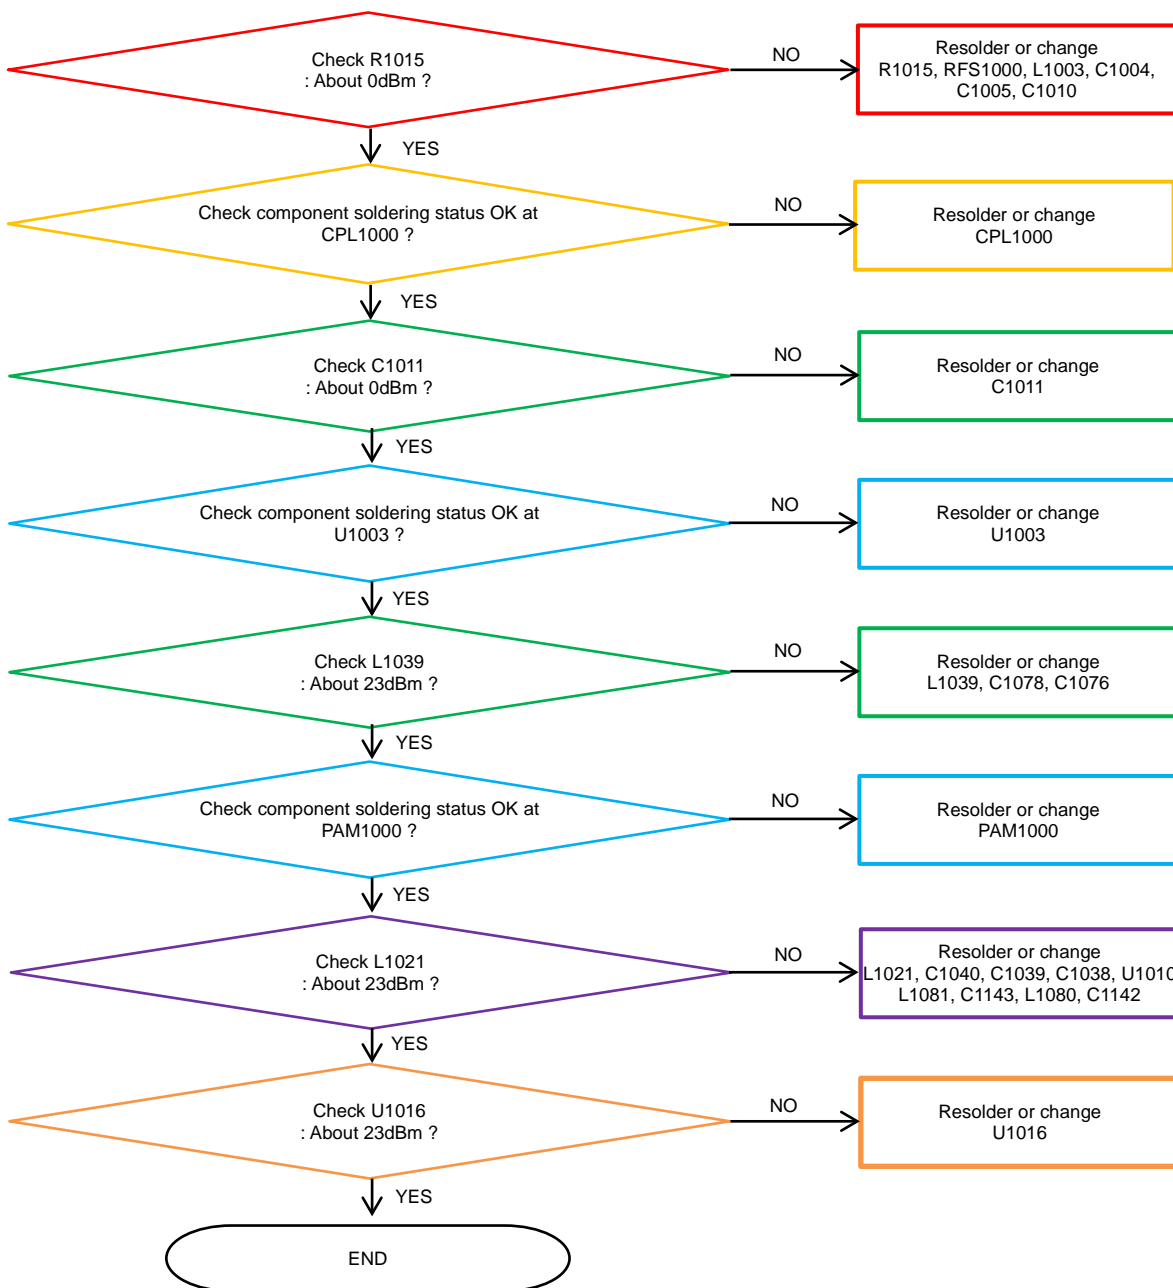 Check R1015
: About 0dBm ?
NO
Resolder or change
R1015, RFS1000, L1003, C1004,
C1005, C1010
YES
Check component soldering status OK at
CPL1000 ?
NO
Resolder or change
CPL1000
YES
Check C1011
: About 0dBm ?
NO
Resolder or change
C1011
YES
Check component soldering status OK at
U1003 ?
NO
Resolder or change
U1003
YES
Check L1039
: About 23dBm ?
NO
Resolder or change
L1039, C1078, C1076
YES
Check component soldering status OK at
PAM1000 ?
NO
Resolder or change
PAM1000
YES
Check L1021
: About 23dBm ?
NO
Resolder or change
L1021, C1040, C1039, C1038, U1010
L1081, C1143, L1080, C1142
YES
Check U1016
: About 23dBm ?
NO
Resolder or change
U1016
YES
END